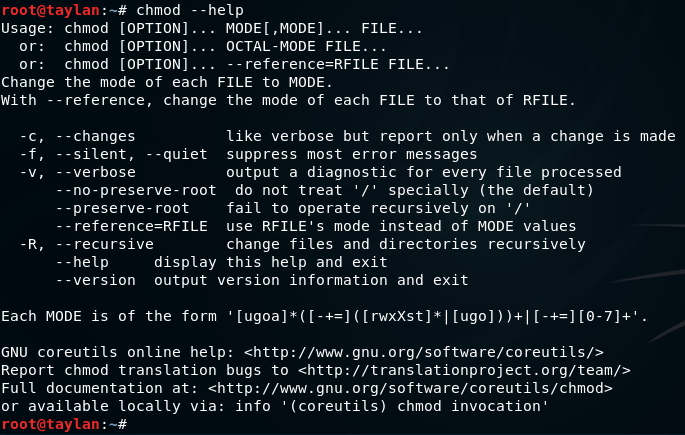 root@taylan:~# chmod --help
Usage: chmod [OPTION]... MODE[,MODE]... FILE...
  or:  chmod [OPTION]... OCTAL-MODE FILE...
  or:  chmod [OPTION]... --reference=RFILE FILE...
Change the mode of each FILE to MODE.
With --reference, change the mode of each FILE to that of RFILE.

  -c, --changes          like verbose but report only when a change is made
  -f, --silent, --quiet  suppress most error messages
  -v, --verbose          output a diagnostic for every file processed
      --no-preserve-root  do not treat '/' specially (the default)
      --preserve-root    fail to operate recursively on '/'
      --reference=RFILE  use RFILE's mode instead of MODE values
  -R, --recursive        change files and directories recursively
      --help     display this help and exit
      --version  output version information and exit

Each MODE is of the form '[ugoa]*([-+=]([rwxXst]*|[ugo]))+|[-+=][0-7]+'.

GNU coreutils online help: <http://www.gnu.org/software/coreutils/>
Report chmod translation bugs to <http://translationproject.org/team/>
Full documentation at: <http://www.gnu.org/software/coreutils/chmod>
or available locally via: info '(coreutils) chmod invocation'
root@taylan:~#